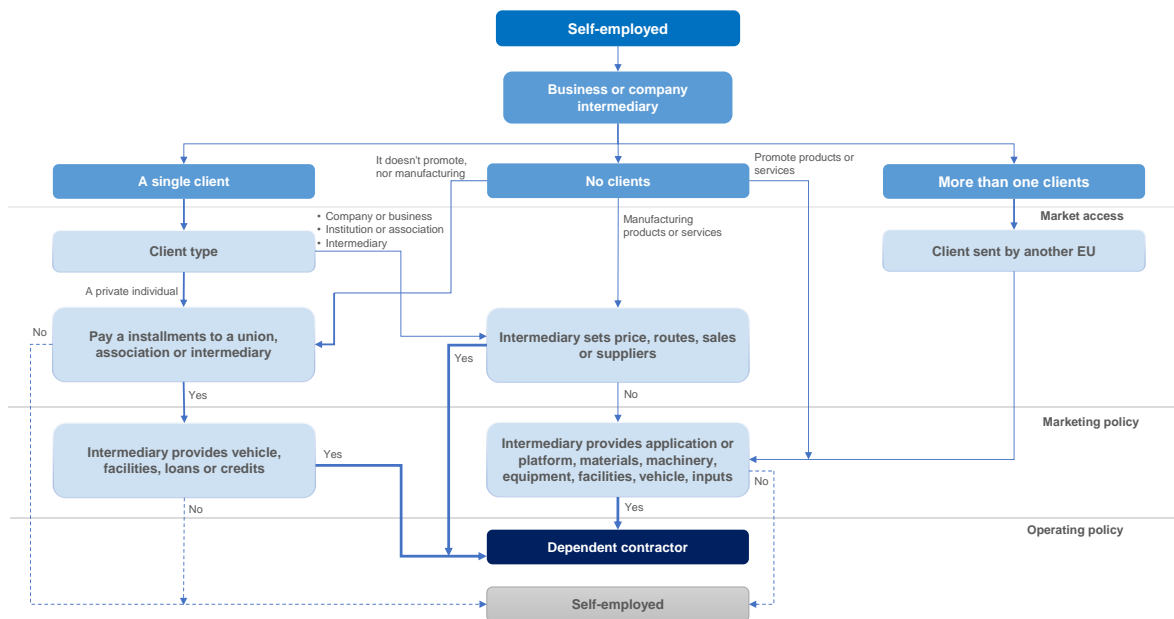 Self-employed
Business or company
intermediary
It doesn't promote,
nor manufacturing
Promote products or
services
A single client
No clients
More than one clients
Market access
• Company or business
• Institution or association
• Intermediary
Manufacturing
products or services
Client type
Client sent by another EU
A private individual
No
Pay a installments to a union,
association or intermediary
Intermediary sets price, routes, sales
or suppliers
Yes
Yes
No
Marketing policy
Intermediary provides vehicle,
facilities, loans or credits
Yes
Intermediary provides application or
platform, materials, machinery,
equipment, facilities, vehicle, inputs
No
No
Yes
Operating policy
Dependent contractor
Self-employed